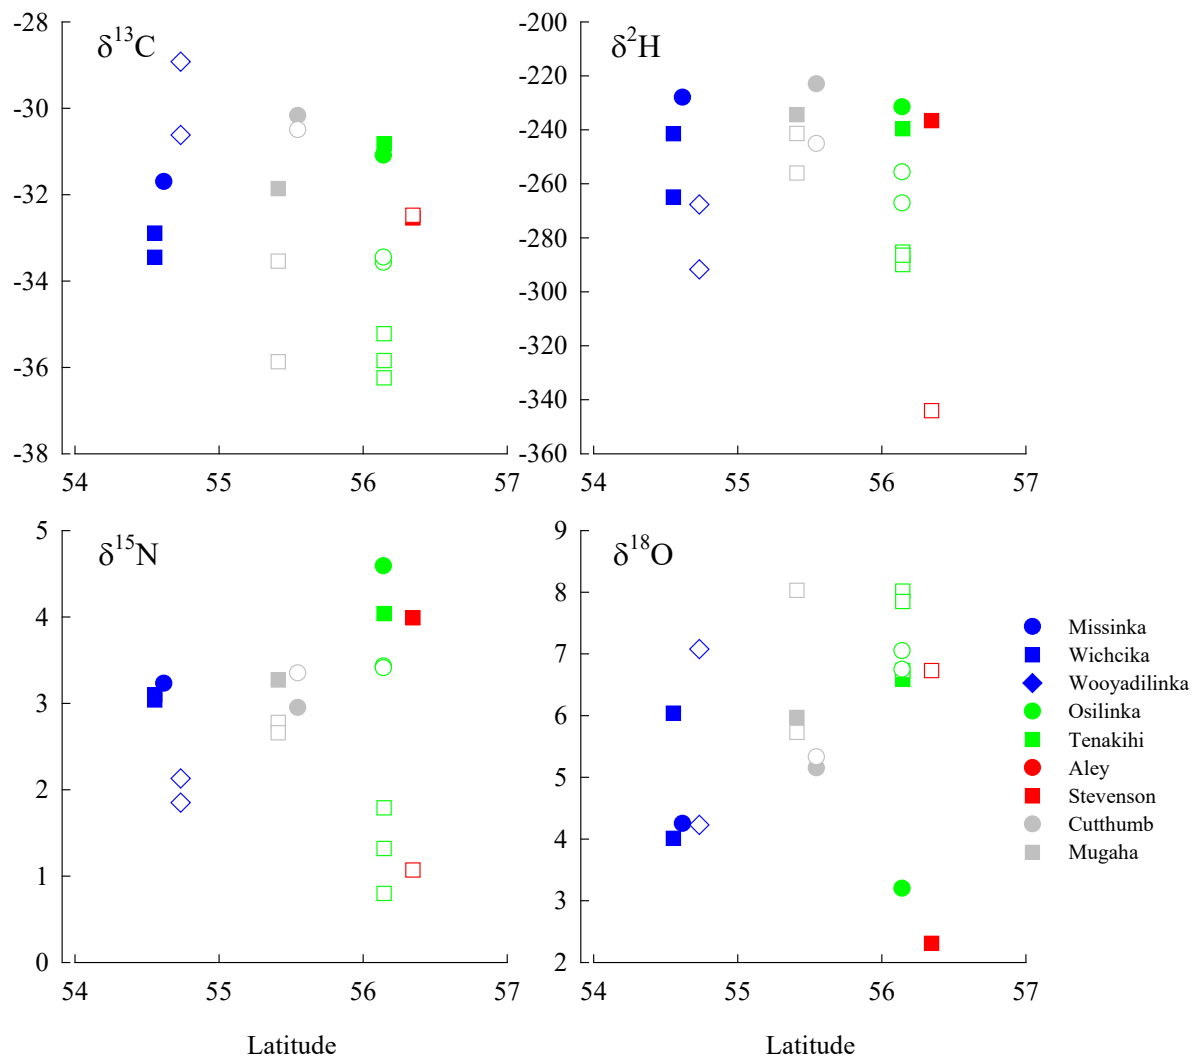 δ¹³C
-28
-30
-32
-34
-36
-38
54 55 56 57
δ²H
-200
-220
-240
-260
-280
-300
-320
-340
-360
54 55 56 57
δ¹⁵N
5
4
3
2
1
0
54 55 56 57
Latitude
δ¹⁸O
9
8
7
6
5
4
3
2
54 55 56 57
Latitude
Missinka
Wichcika
Wooyadilinka
Osilinka
Tenakihi
Aley
Stevenson
Cutthumb
Mugaha